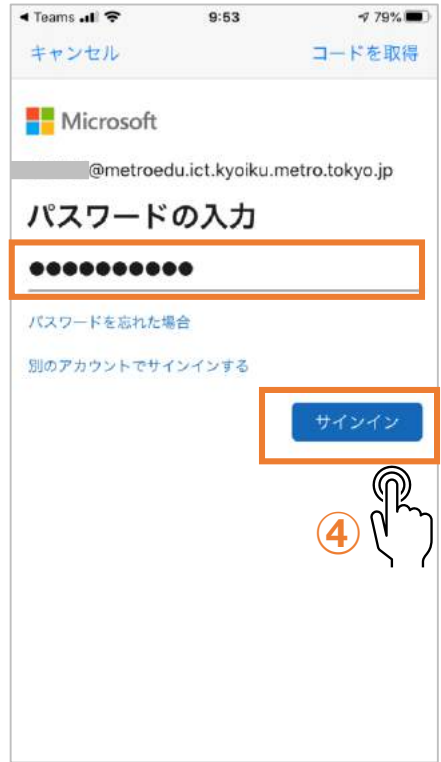 ◀ Teams 9:53 79%
キャンセル コードを取得
Microsoft
@metroedu.ict.kyoiku.metro.tokyo.jp
パスワードの入力
●●●●●●●●●●
パスワードを忘れた場合
別のアカウントでサインインする
サインイン
④